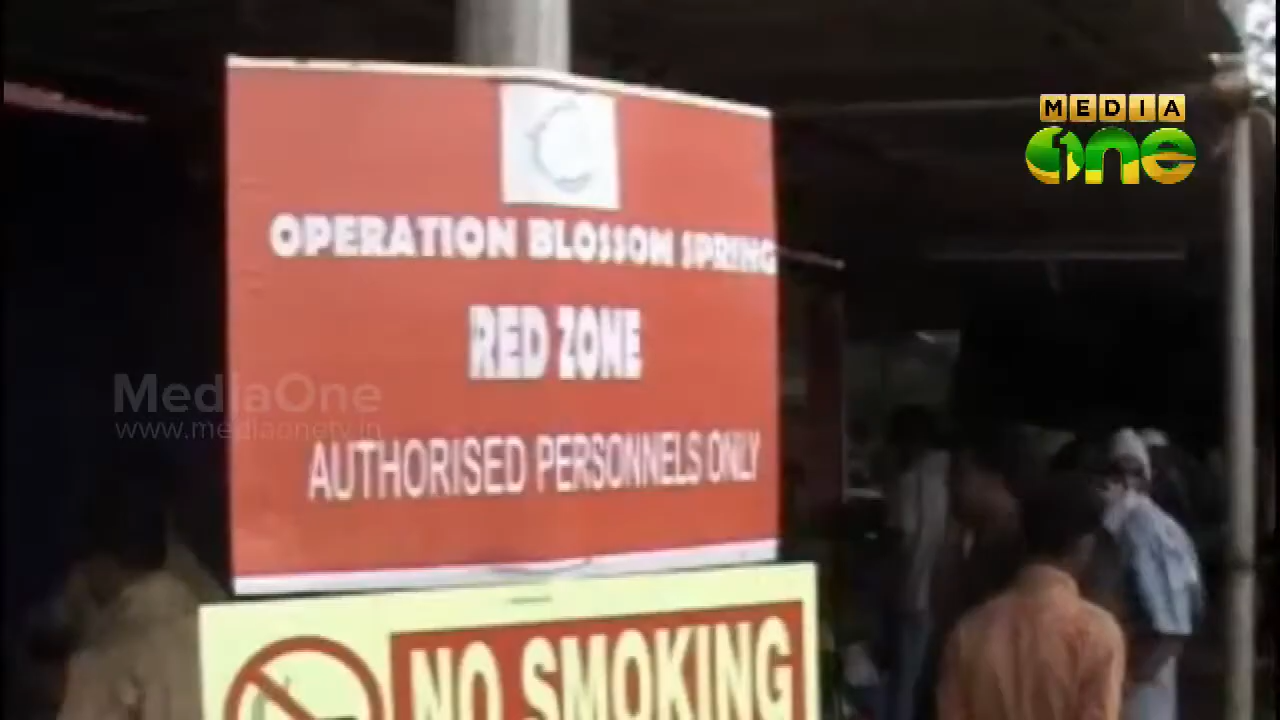 MEDIA
One
OPERATION BLOSSOM SPRING
RED ZONE
MediaOne
www.mediaonetv.in
AUTHORISED PERSONNELS ONLY
NO SMOKING